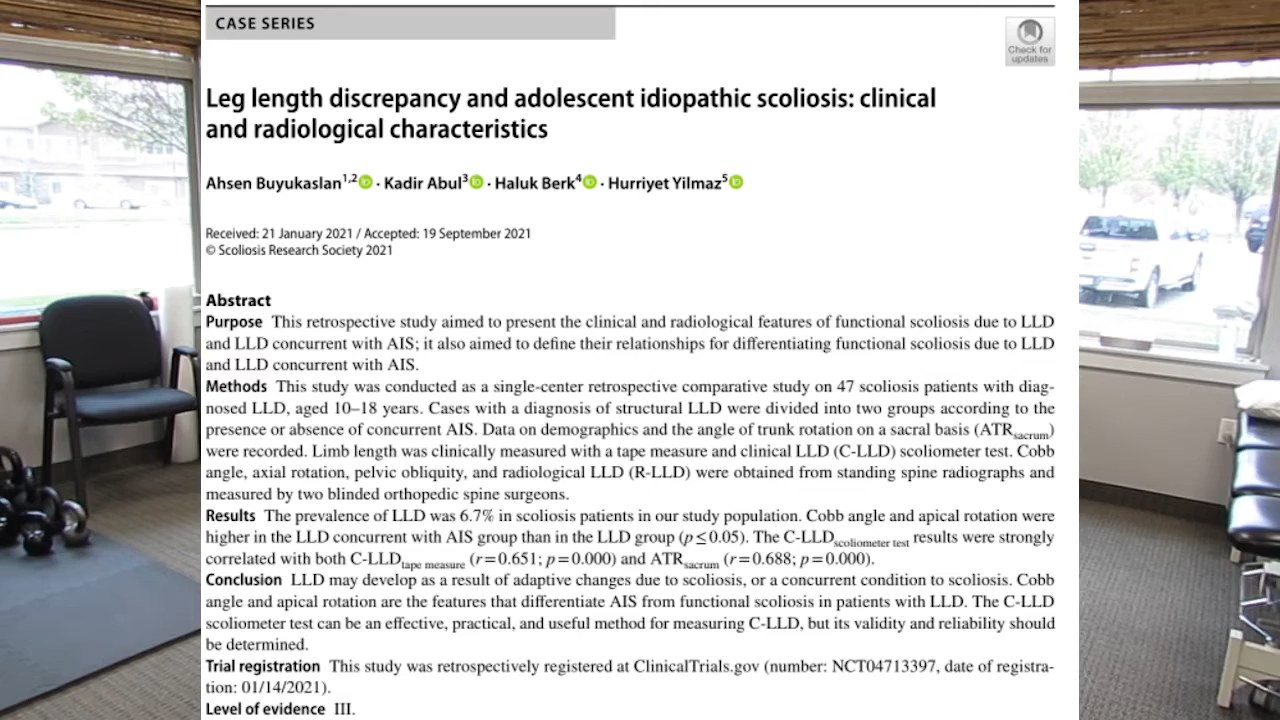 CASE SERIES
Check for
updates
Leg length discrepancy and adolescent idiopathic scoliosis: clinical
and radiological characteristics
Ahsen Buyukaslan1,2 · Kadir Abul3 · Haluk Berk4 · Hurriyet Yilmaz5
Received: 21 January 2021 / Accepted: 19 September 2021
© Scoliosis Research Society 2021
Abstract
Purpose This retrospective study aimed to present the clinical and radiological features of functional scoliosis due to LLD
and LLD concurrent with AIS; it also aimed to define their relationships for differentiating functional scoliosis due to LLD
and LLD concurrent with AIS.
Methods This study was conducted as a single-center retrospective comparative study on 47 scoliosis patients with diag-
nosed LLD, aged 10–18 years. Cases with a diagnosis of structural LLD were divided into two groups according to the
presence or absence of concurrent AIS. Data on demographics and the angle of trunk rotation on a sacral basis (ATRsacrum)
were recorded. Limb length was clinically measured with a tape measure and clinical LLD (C-LLD) scoliometer test. Cobb
angle, axial rotation, pelvic obliquity, and radiological LLD (R-LLD) were obtained from standing spine radiographs and
measured by two blinded orthopedic spine surgeons.
Results The prevalence of LLD was 6.7% in scoliosis patients in our study population. Cobb angle and apical rotation were
higher in the LLD concurrent with AIS group than in the LLD group (p ≤ 0.05). The C-LLDscoliometer test results were strongly
correlated with both C-LLDtape measure (r = 0.651; p = 0.000) and ATRsacrum (r = 0.688; p = 0.000).
Conclusion LLD may develop as a result of adaptive changes due to scoliosis, or a concurrent condition to scoliosis. Cobb
angle and apical rotation are the features that differentiate AIS from functional scoliosis in patients with LLD. The C-LLD
scoliometer test can be an effective, practical, and useful method for measuring C-LLD, but its validity and reliability should
be determined.
Trial registration This study was retrospectively registered at ClinicalTrials.gov (number: NCT04713397, date of registra-
tion: 01/14/2021).
Level of evidence III.